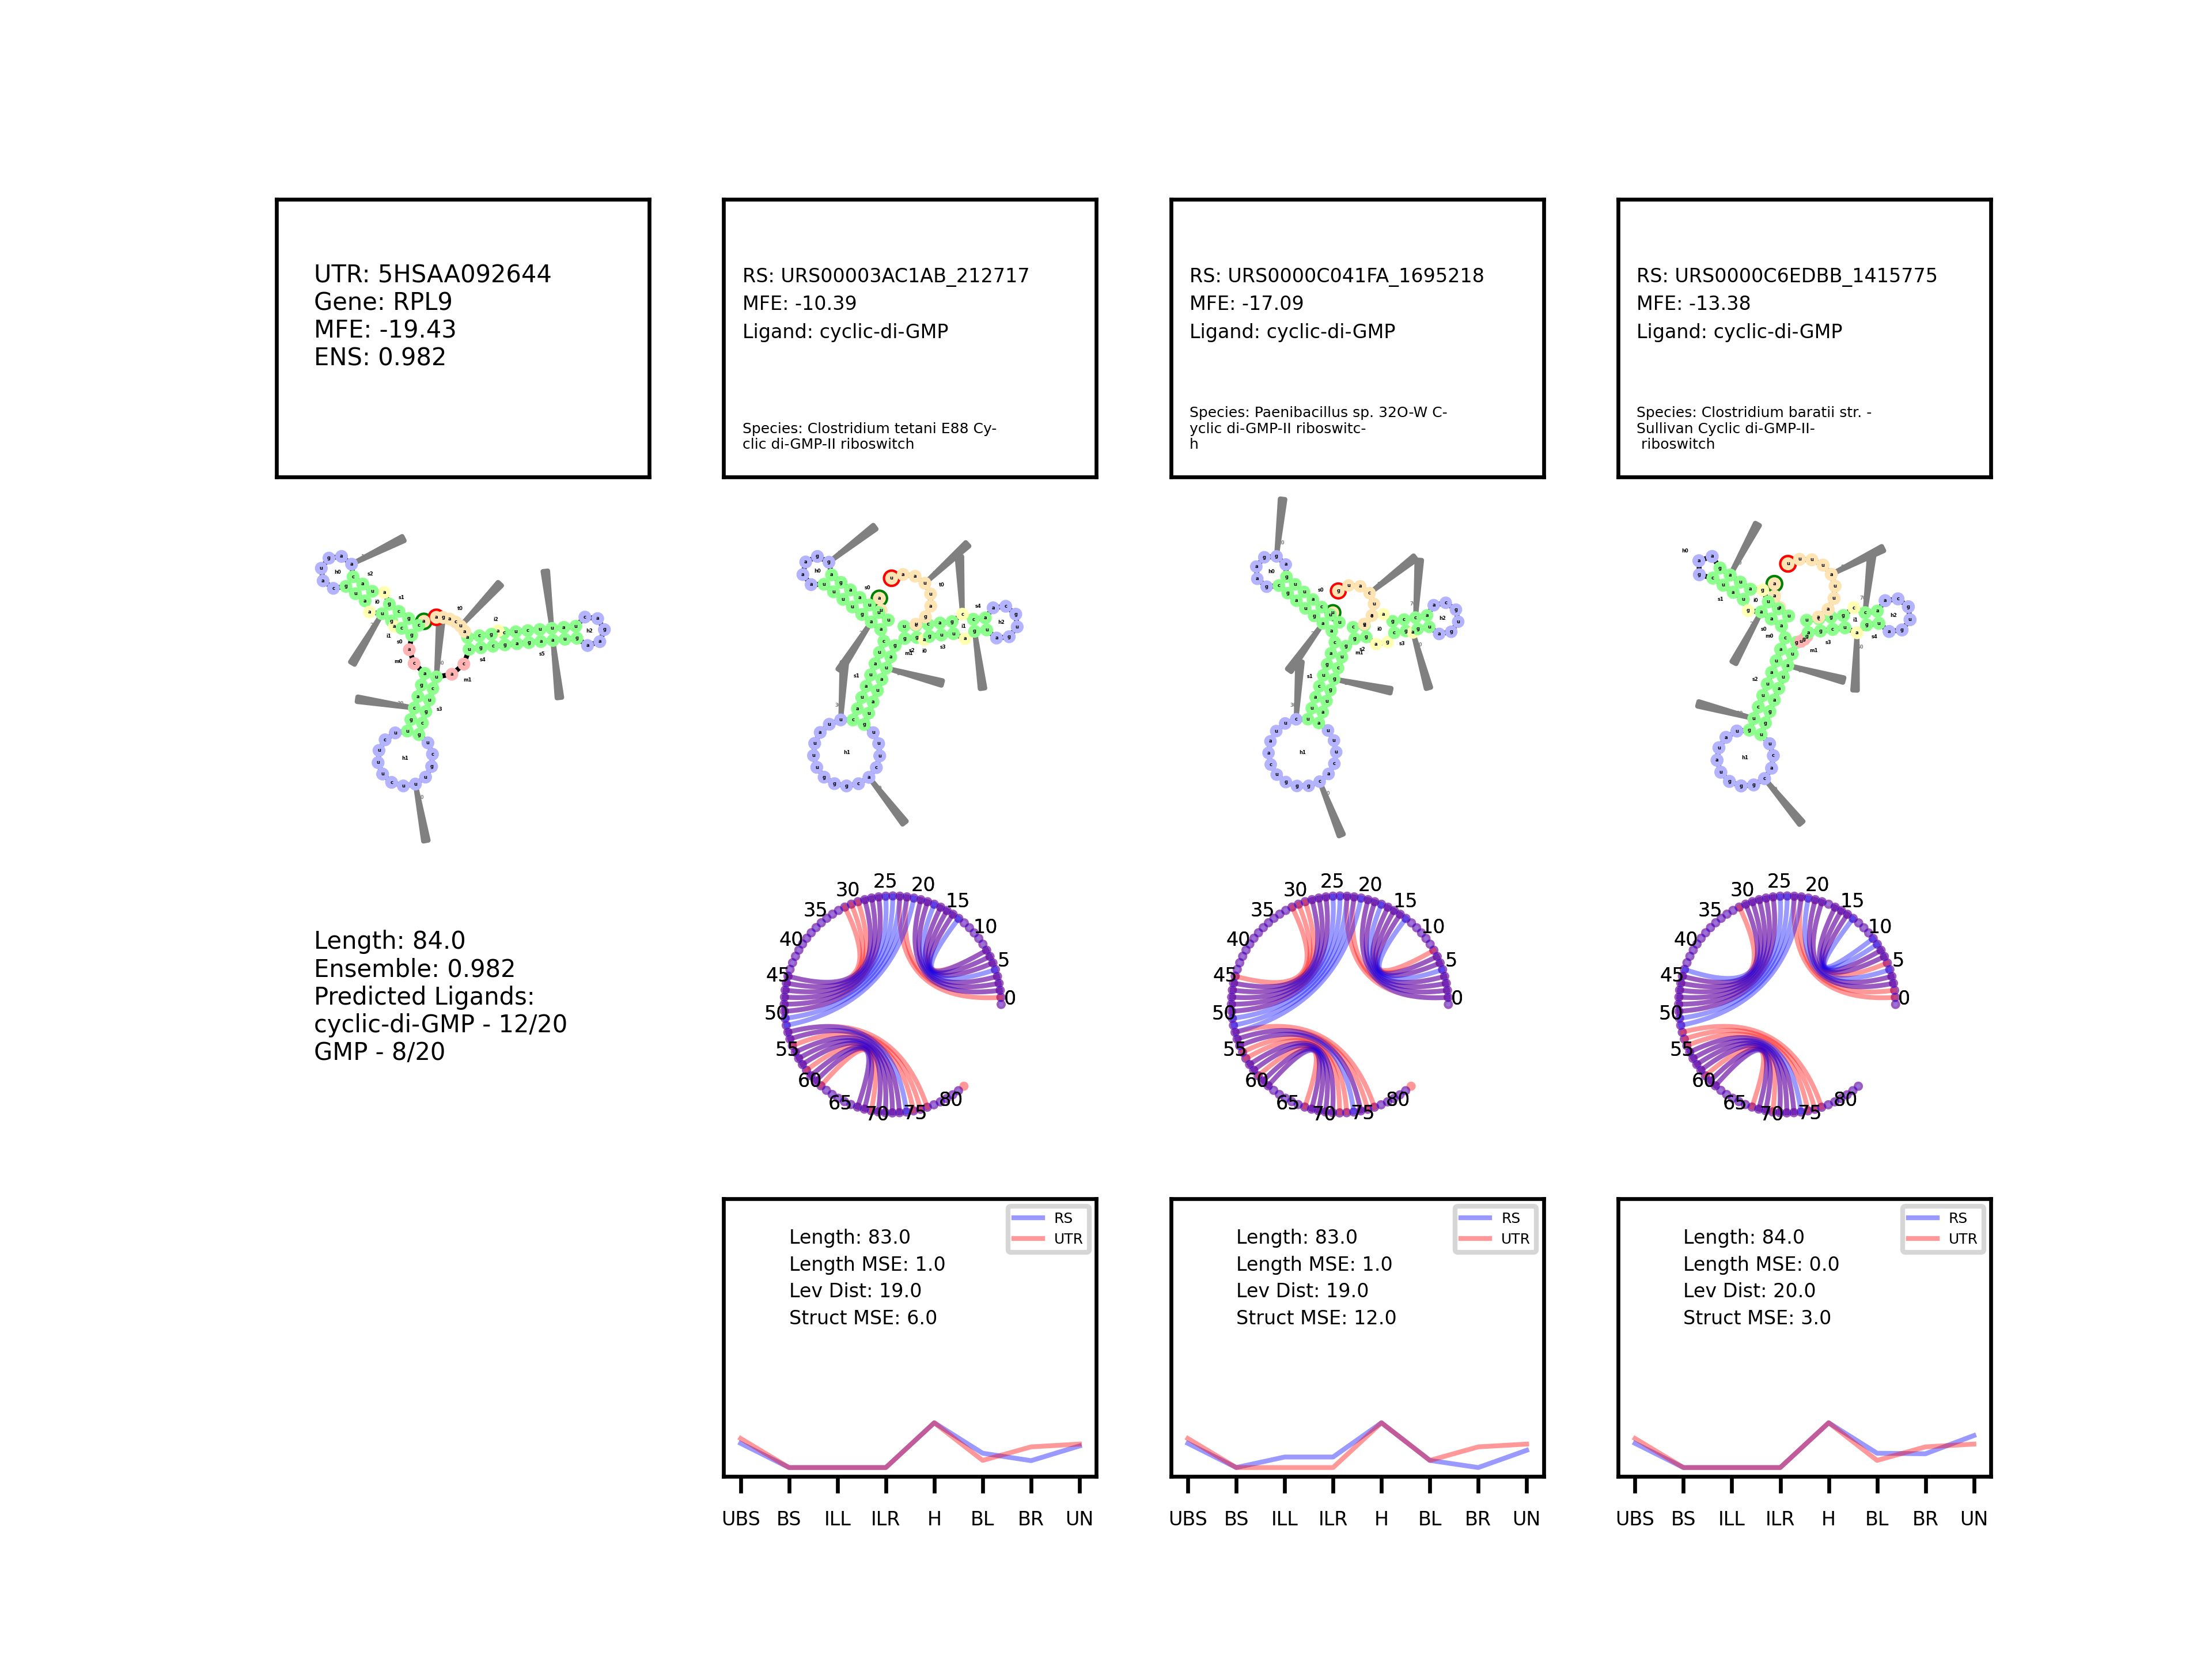 UTR: 5HSAA092644
Gene: RPL9
MFE: -19.43
ENS: 0.982
RS: URS00003AC1AB_212717
MFE: -10.39
Ligand: cyclic-di-GMP
Species: Clostridium tetani E88 Cy-
clic di-GMP-II riboswitch
RS: URS0000C041FA_1695218
MFE: -17.09
Ligand: cyclic-di-GMP
Species: Paenibacillus sp. 32O-W C-
yclic di-GMP-II riboswitc-
h
RS: URS0000C6EDBB_1415775
MFE: -13.38
Ligand: cyclic-di-GMP
Species: Clostridium baratii str. -
Sullivan Cyclic di-GMP-II-
riboswitch
Length: 84.0
Ensemble: 0.982
Predicted Ligands:
cyclic-di-GMP - 12/20
GMP - 8/20
0 5 10 15 20 25 30 35 40 45 50 55 60 65 70 75 80
0 5 10 15 20 25 30 35 40 45 50 55 60 65 70 75 80
0 5 10 15 20 25 30 35 40 45 50 55 60 65 70 75 80
RS
UTR
Length: 83.0
Length MSE: 1.0
Lev Dist: 19.0
Struct MSE: 6.0
UBS BS ILL ILR H BL BR UN
RS
UTR
Length: 83.0
Length MSE: 1.0
Lev Dist: 19.0
Struct MSE: 12.0
UBS BS ILL ILR H BL BR UN
RS
UTR
Length: 84.0
Length MSE: 0.0
Lev Dist: 20.0
Struct MSE: 3.0
UBS BS ILL ILR H BL BR UN